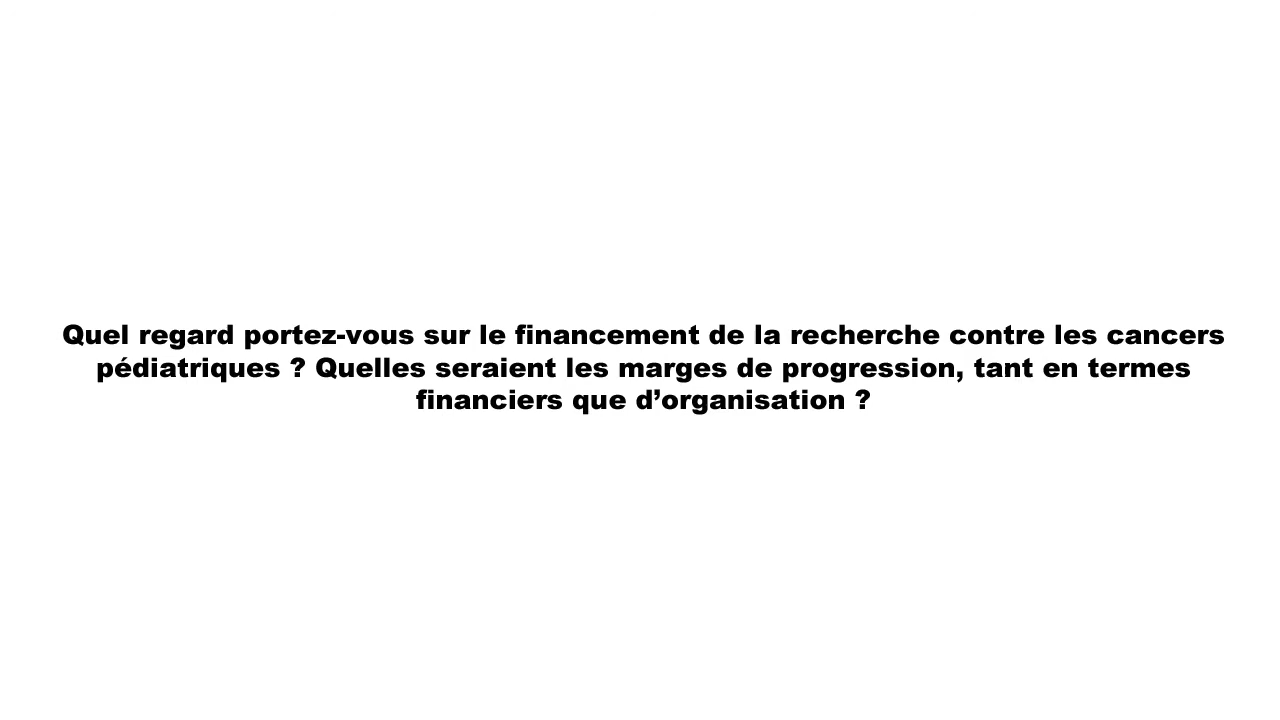 Quel regard portez-vous sur le financement de la recherche contre les cancers
pédiatriques ? Quelles seraient les marges de progression, tant en termes
financiers que d’organisation ?